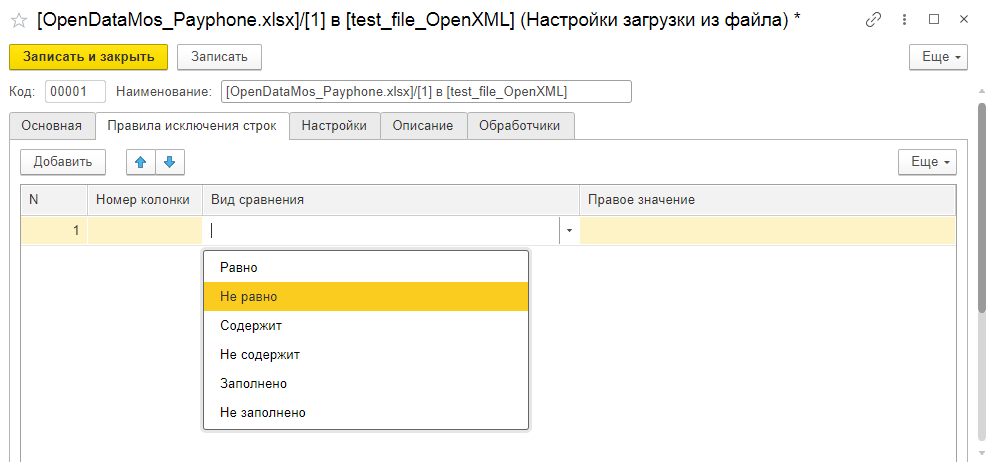 [OpenDataMos_Payphone.xlsx]/[1] в [test_file_OpenXML] (Настройки загрузки из файла) *
Записать и закрыть Записать Еще
Код: 00001 Наименование: [OpenDataMos_Payphone.xlsx]/[1] в [test_file_OpenXML]
Основная Правила исключения строк Настройки Описание Обработчики
Добавить Еще
N Номер колонки Вид сравнения Правое значение
1
Равно
Не равно
Содержит
Не содержит
Заполнено
Не заполнено